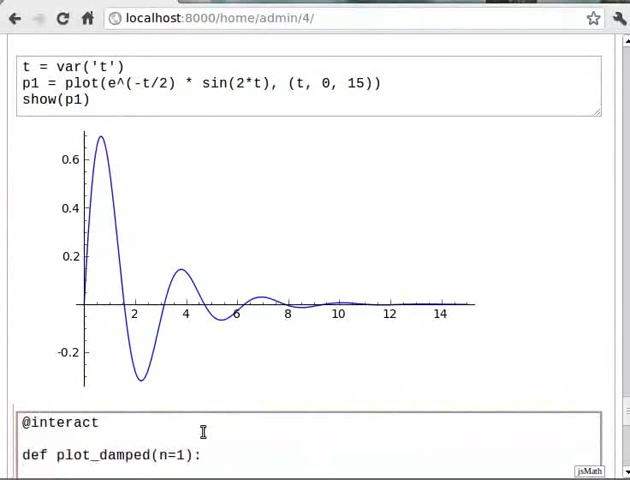 localhost:8000/home/admin/4/
t = var('t')
p1 = plot(e^(-t/2) * sin(2*t), (t, 0, 15))
show(p1)
0.6
0.4
0.2
2 4 6 8 10 12 14
-0.2
@interact
def plot_damped(n=1):
jsMath